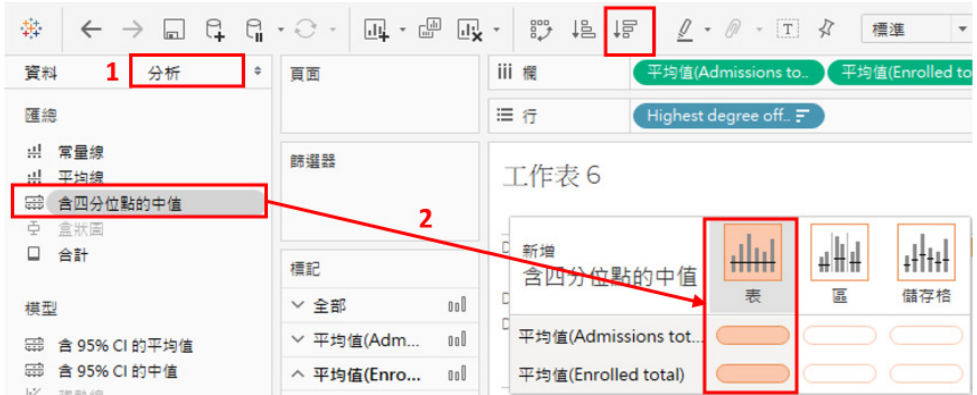 標準
資料
1
分析
頁面
iii 欄
平均值(Admissions to..
平均值(Enrolled to
匯總
行
Highest degree off..
常量線
平均線
篩選器
工作表 6
含四分位點的中值
2
盒狀圖
新增
含四分位點的中值
合計
標記
表
區
儲存格
模型
全部
平均值(Admissions tot...
含 95% CI 的平均值
平均值(Adm...
含 95% CI 的中值
平均值(Enro...
平均值(Enrolled total)